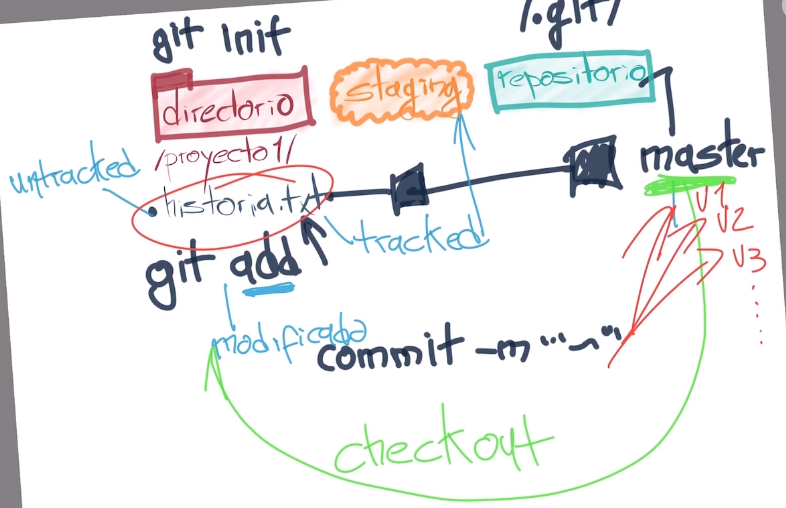 git init
/.git/
directorio
staging
repositorio
/proyecto1/
untracked
historia.txt
master
tracked
V1
V2
V3
git add
modificado
commit -m "~"
checkout